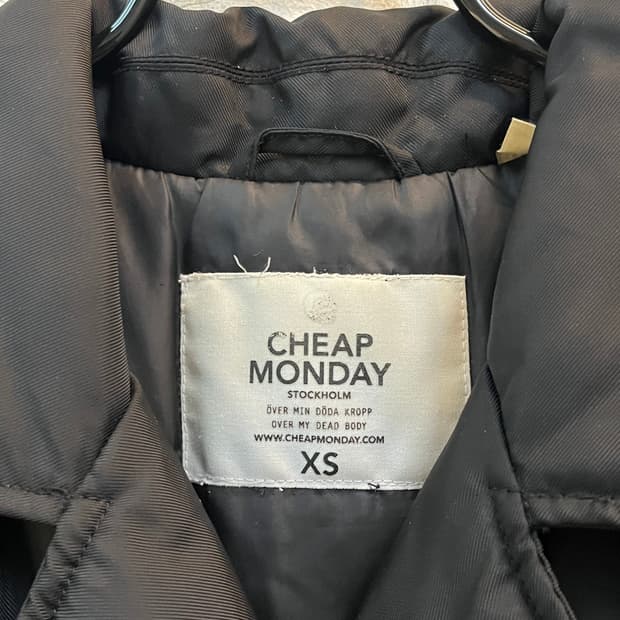 CHEAP
MONDAY
STOCKHOLM
ÖVER MIN DÖDA KROPP
OVER MY DEAD BODY
WWW.CHEAPMONDAY.COM
XS